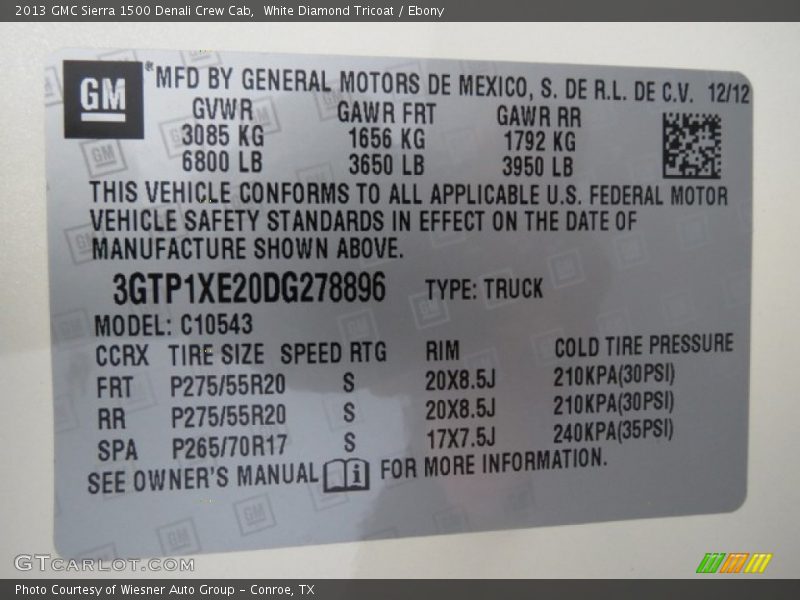 2013 GMC Sierra 1500 Denali Crew Cab, White Diamond Tricoat / Ebony
GM
®MFD BY GENERAL MOTORS DE MEXICO, S. DE R.L. DE C.V. 12/12
GVWR GAWR FRT GAWR RR
3085 KG 1656 KG 1792 KG
6800 LB 3650 LB 3950 LB
THIS VEHICLE CONFORMS TO ALL APPLICABLE U.S. FEDERAL MOTOR
VEHICLE SAFETY STANDARDS IN EFFECT ON THE DATE OF
MANUFACTURE SHOWN ABOVE.
3GTP1XE20DG278896 TYPE: TRUCK
MODEL: C10543
CCRX TIRE SIZE SPEED RTG RIM COLD TIRE PRESSURE
FRT P275/55R20 S 20X8.5J 210KPA(30PSI)
RR P275/55R20 S 20X8.5J 210KPA(30PSI)
SPA P265/70R17 S 17X7.5J 240KPA(35PSI)
SEE OWNER'S MANUAL i FOR MORE INFORMATION.
GTCARLOT.COM
Photo Courtesy of Wiesner Auto Group - Conroe, TX